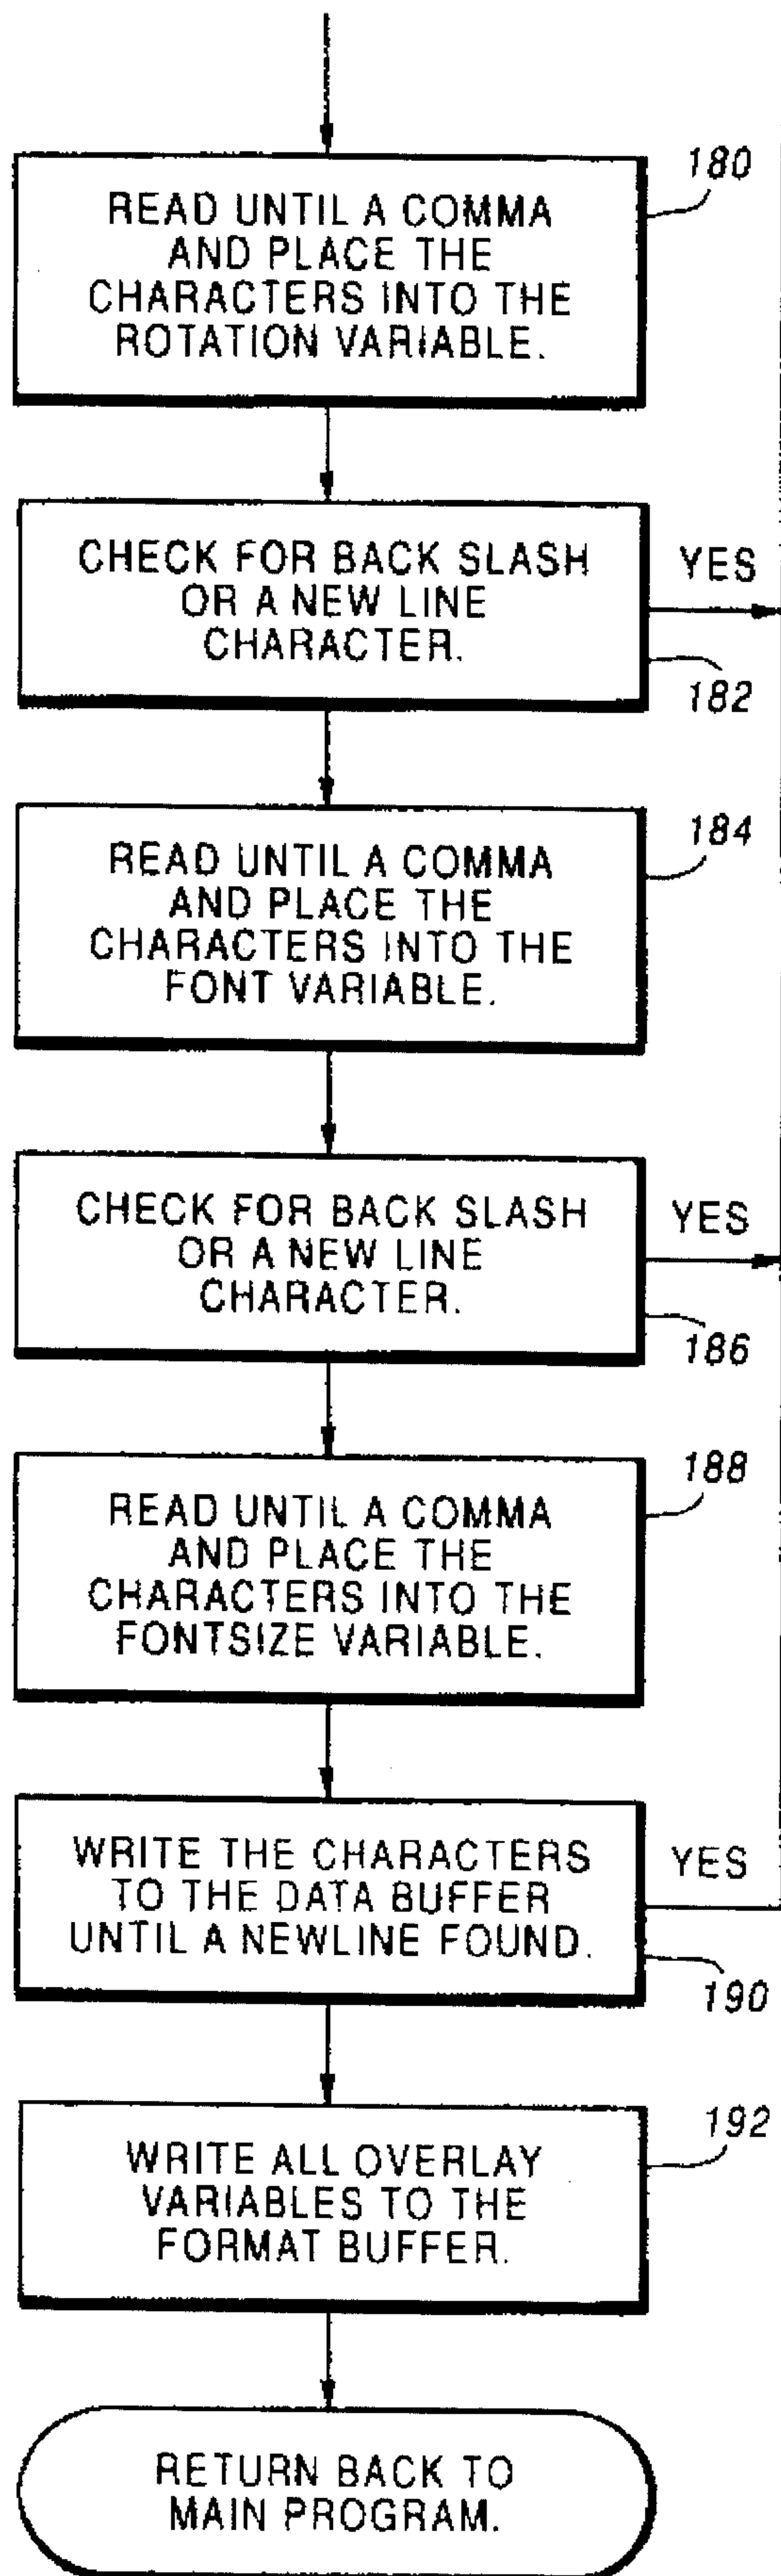 180
READ UNTIL A COMMA
AND PLACE THE
CHARACTERS INTO THE
ROTATION VARIABLE.
CHECK FOR BACK SLASH
OR A NEW LINE
CHARACTER.
YES
182
184
READ UNTIL A COMMA
AND PLACE THE
CHARACTERS INTO THE
FONT VARIABLE.
CHECK FOR BACK SLASH
OR A NEW LINE
CHARACTER.
YES
186
188
READ UNTIL A COMMA
AND PLACE THE
CHARACTERS INTO THE
FONTSIZE VARIABLE.
WRITE THE CHARACTERS
TO THE DATA BUFFER
UNTIL A NEWLINE FOUND.
YES
190
192
WRITE ALL OVERLAY
VARIABLES TO THE
FORMAT BUFFER.
RETURN BACK TO
MAIN PROGRAM.